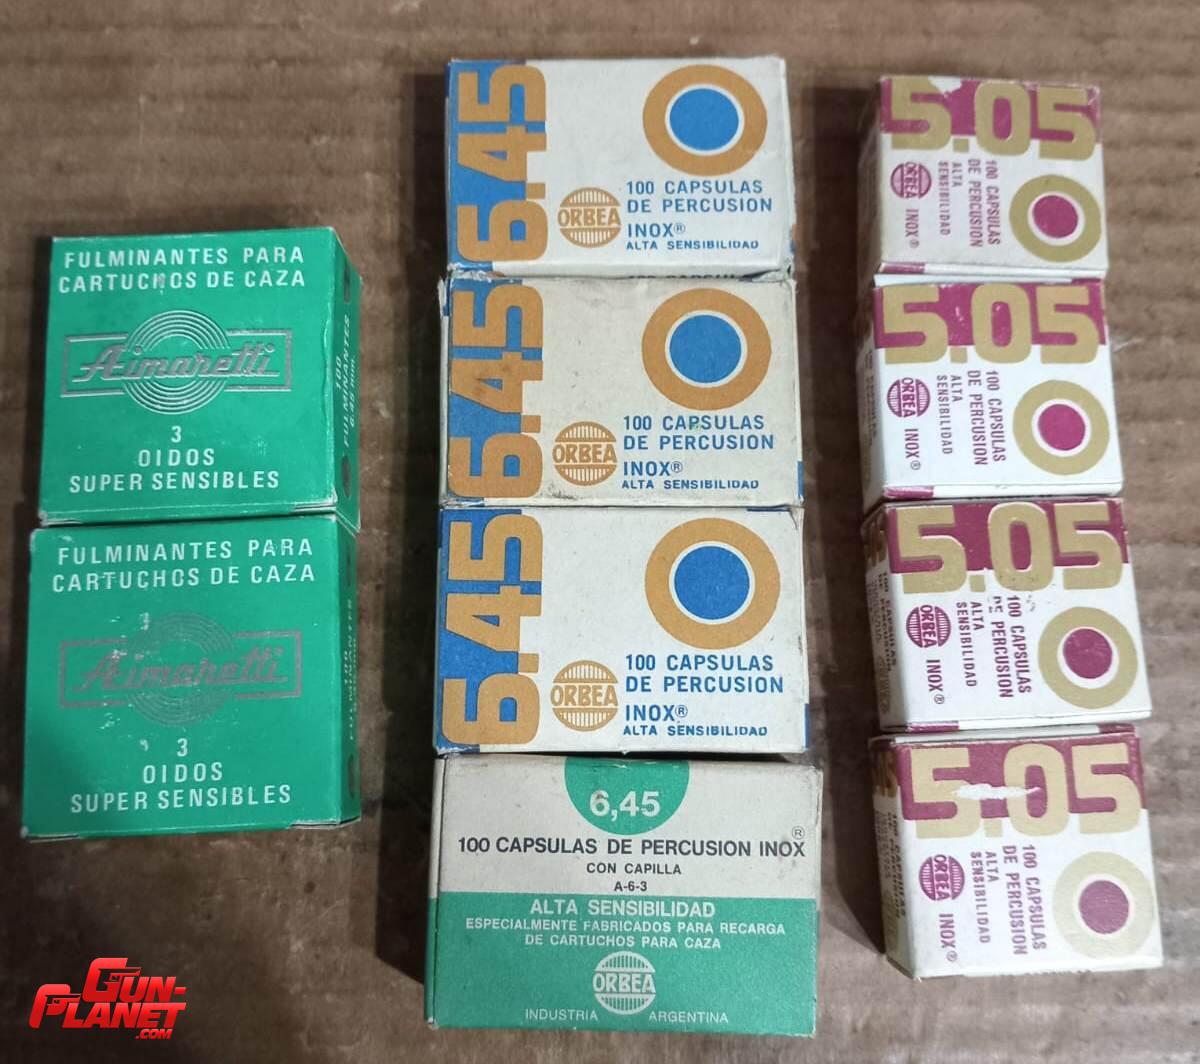 FULMINANTES PARA
CARTUCHOS DE CAZA
Aimaretti
3
OIDOS
SUPER SENSIBLES
100
FULMINANTES
6,45 mm.
FULMINANTES PARA
CARTUCHOS DE CAZA
Aimaretti
3
OIDOS
SUPER SENSIBLES
6.45
100 CAPSULAS
DE PERCUSION
ORBEA
INOX®
ALTA SENSIBILIDAD
6.45
100 CAPSULAS
DE PERCUSION
ORBEA
INOX®
ALTA SENSIBILIDAD
6.45
100 CAPSULAS
DE PERCUSION
ORBEA
INOX®
ALTA SENSIBILIDAD
6,45
100 CAPSULAS DE PERCUSION INOX®
CON CAPILLA
A-6-3
ALTA SENSIBILIDAD
ESPECIALMENTE FABRICADOS PARA RECARGA
DE CARTUCHOS PARA CAZA
ORBEA
INDUSTRIA ARGENTINA
5.05
100 CAPSULAS
DE PERCUSION
ALTA
SENSIBILIDAD
ORBEA INOX®
5.05
100 CAPSULAS
DE PERCUSION
ALTA
SENSIBILIDAD
ORBEA INOX®
5.05
100 CAPSULAS
DE PERCUSION
ALTA
SENSIBILIDAD
ORBEA INOX®
5.05
100 CAPSULAS
DE PERCUSION
ALTA
SENSIBILIDAD
ORBEA INOX®
GUN-
PLANET
.COM